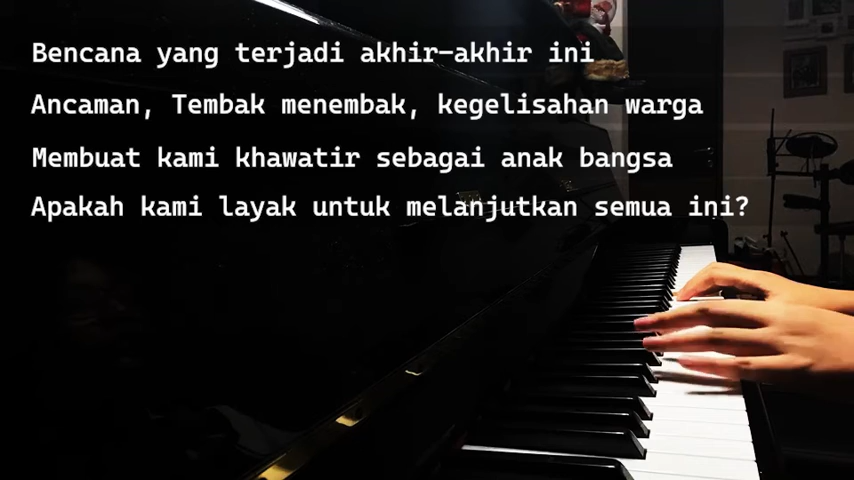 Bencana yang terjadi akhir-akhir ini
Ancaman, Tembak menembak, kegelisahan warga
Membuat kami khawatir sebagai anak bangsa
Apakah kami layak untuk melanjutkan semua ini?